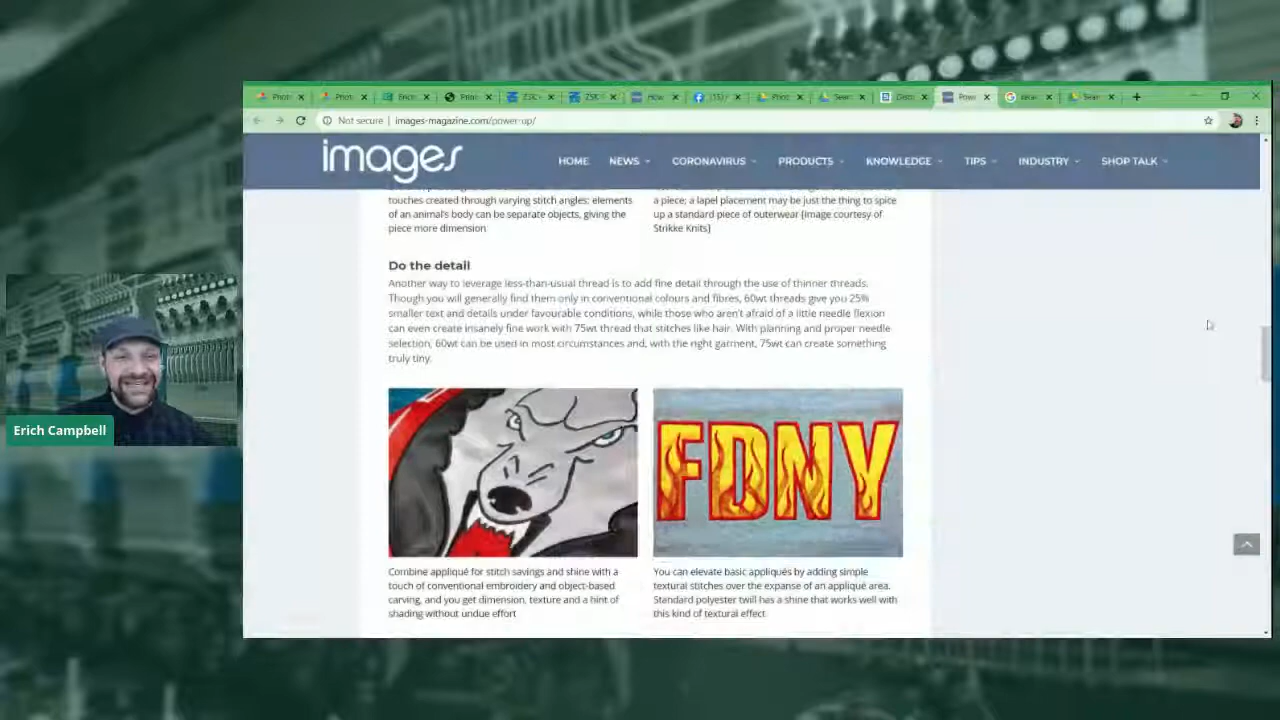 Not secure | images-magazine.com/power-up/
images
HOME NEWS CORONAVIRUS PRODUCTS KNOWLEDGE TIPS INDUSTRY SHOP TALK
touches created through varying stitch angles; elements
of an animal's body can be separate objects, giving the
piece more dimension
a piece; a lapel placement may be just the thing to spice
up a standard piece of outerwear [Image courtesy of
Strikke Knits]
Do the detail
Another way to leverage less-than-usual thread is to add fine detail through the use of thinner threads.
Though you will generally find them only in conventional colours and fibres, 60wt threads give you 25%
smaller text and details under favourable conditions, while those who aren't afraid of a little needle flexion
can even create insanely fine work with 75wt thread that stitches like hair. With planning and proper needle
selection, 60wt can be used in most circumstances and, with the right garment, 75wt can create something
truly tiny.
FDNY
Combine appliqué for stitch savings and shine with a
touch of conventional embroidery and object-based
carving, and you get dimension, texture and a hint of
shading without undue effort
You can elevate basic appliqués by adding simple
textural stitches over the expanse of an appliqué area.
Standard polyester twill has a shine that works well with
this kind of textural effect
Erich Campbell